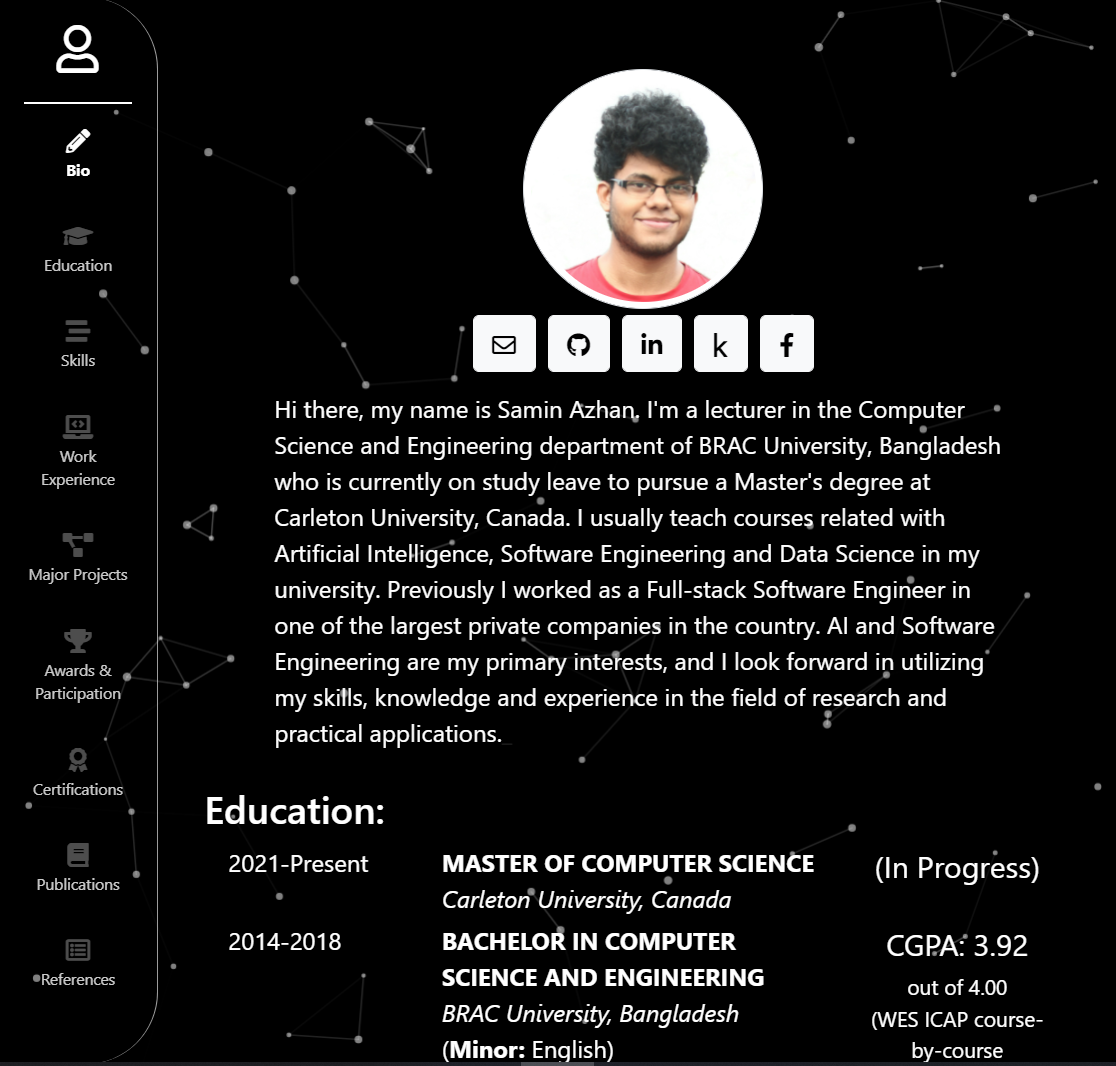 Bio
Education
Skills
Work
Experience
Major Projects
Awards &
Participation
Certifications
Publications
References
in
k
f
Hi there, my name is Samin Azhan. I'm a lecturer in the Computer
Science and Engineering department of BRAC University, Bangladesh
who is currently on study leave to pursue a Master's degree at
Carleton University, Canada. I usually teach courses related with
Artificial Intelligence, Software Engineering and Data Science in my
university. Previously I worked as a Full-stack Software Engineer in
one of the largest private companies in the country. AI and Software
Engineering are my primary interests, and I look forward in utilizing
my skills, knowledge and experience in the field of research and
practical applications._
Education:
2021-Present
MASTER OF COMPUTER SCIENCE
Carleton University, Canada
(In Progress)
2014-2018
BACHELOR IN COMPUTER
SCIENCE AND ENGINEERING
BRAC University, Bangladesh
(Minor: English)
CGPA: 3.92
out of 4.00
(WES ICAP course-
by-course